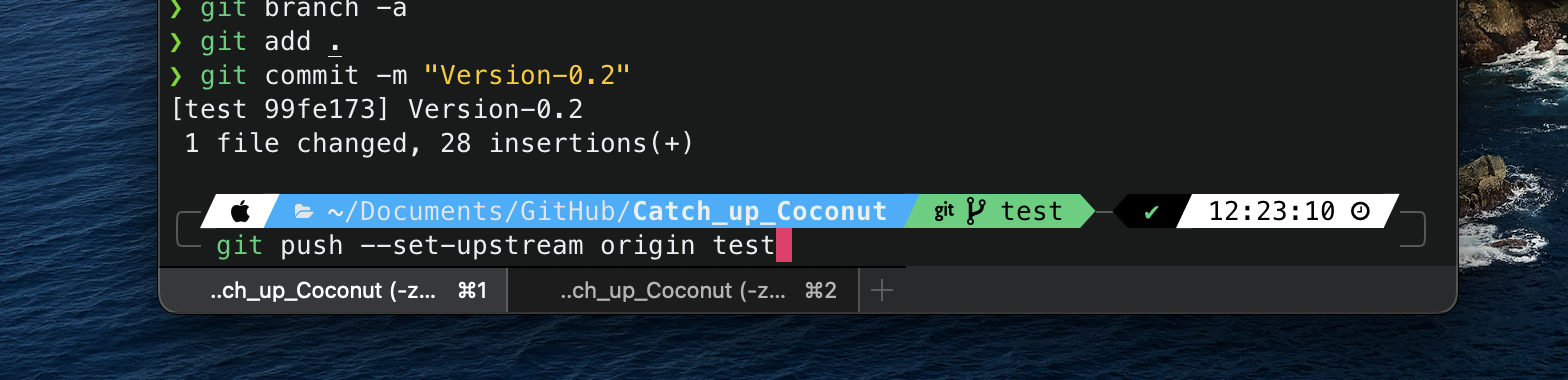 ❯ git branch -a
❯ git add .
❯ git commit -m "Version-0.2"
[test 99fe173] Version-0.2
1 file changed, 28 insertions(+)
~/Documents/GitHub/Catch_up_Coconut git test ✔ 12:23:10
git push --set-upstream origin test
..ch_up_Coconut (-z... ⌘1 ..ch_up_Coconut (-z... ⌘2 +